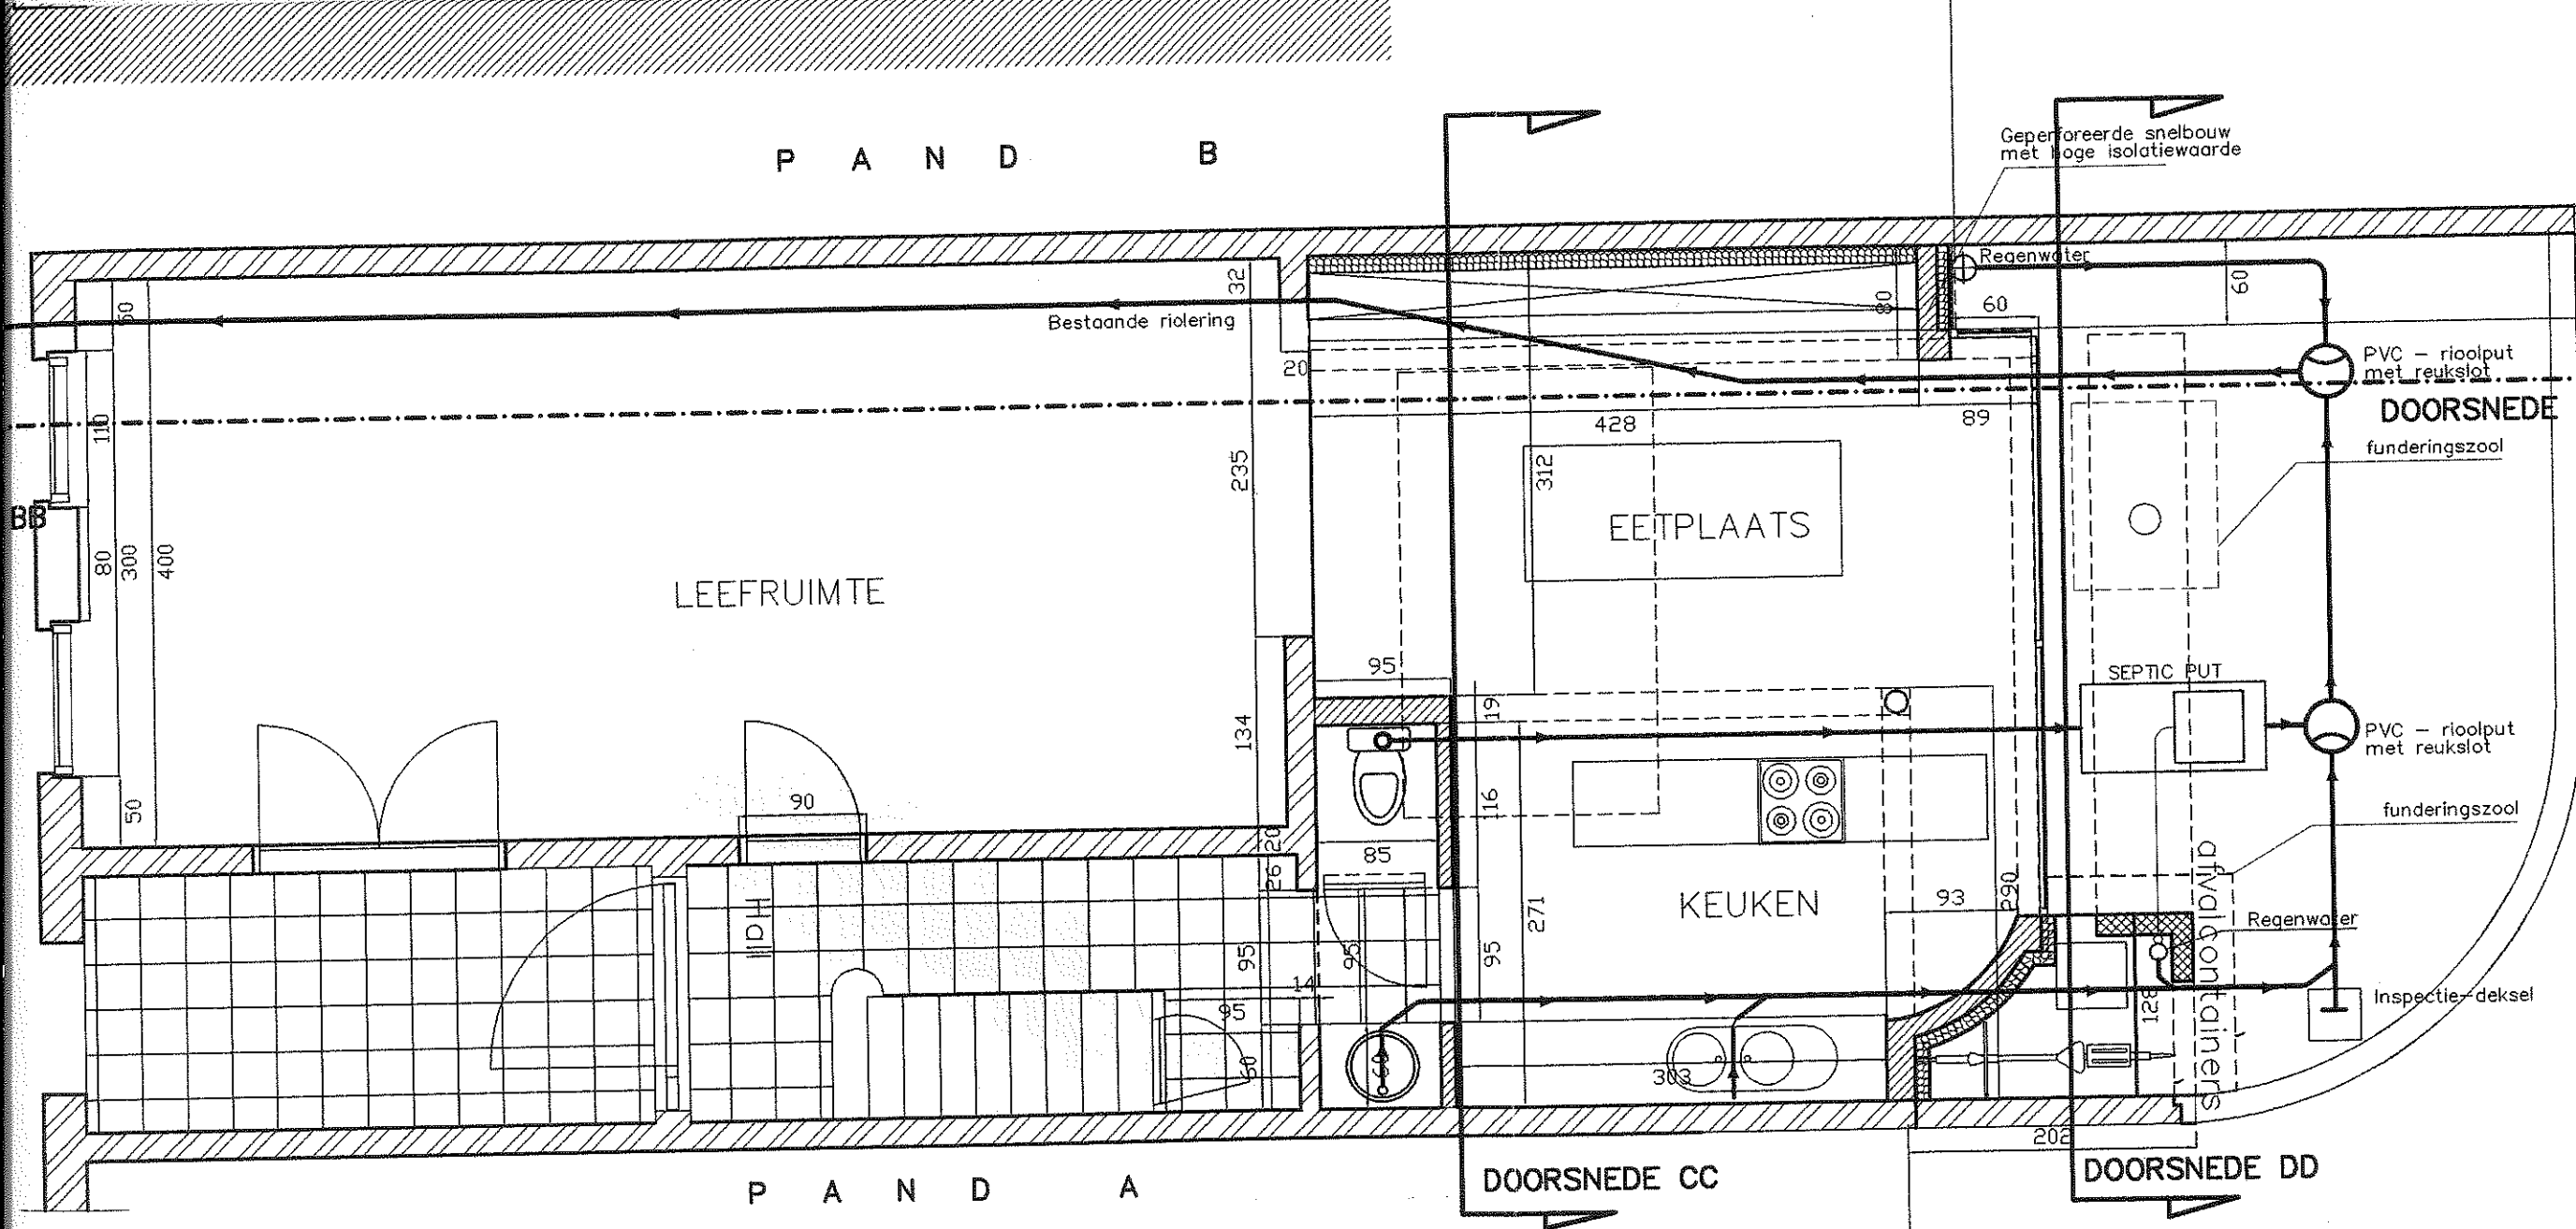 PAND B
Geperforeerde snelbouw
met hoge isolatiewaarde
Regenwater
32
60
80
60
50
Bestaande riolering
20
PVC - rioolput
met reukslot
DOORSNEDE
428
89
110
funderingszool
235
312
EETPLAATS
BB
80
300
400
LEEFRUIMTE
95
SEPTIC PUT
19
134
PVC - rioolput
met reukslot
50
90
16
funderingszool
20
85
26
KEUKEN
93
290
afvalcontainers
Hall
271
Regenwater
95
95
95
14
95
128
Inspectie-deksel
60
60
303
202
PAND A
DOORSNEDE CC
DOORSNEDE DD